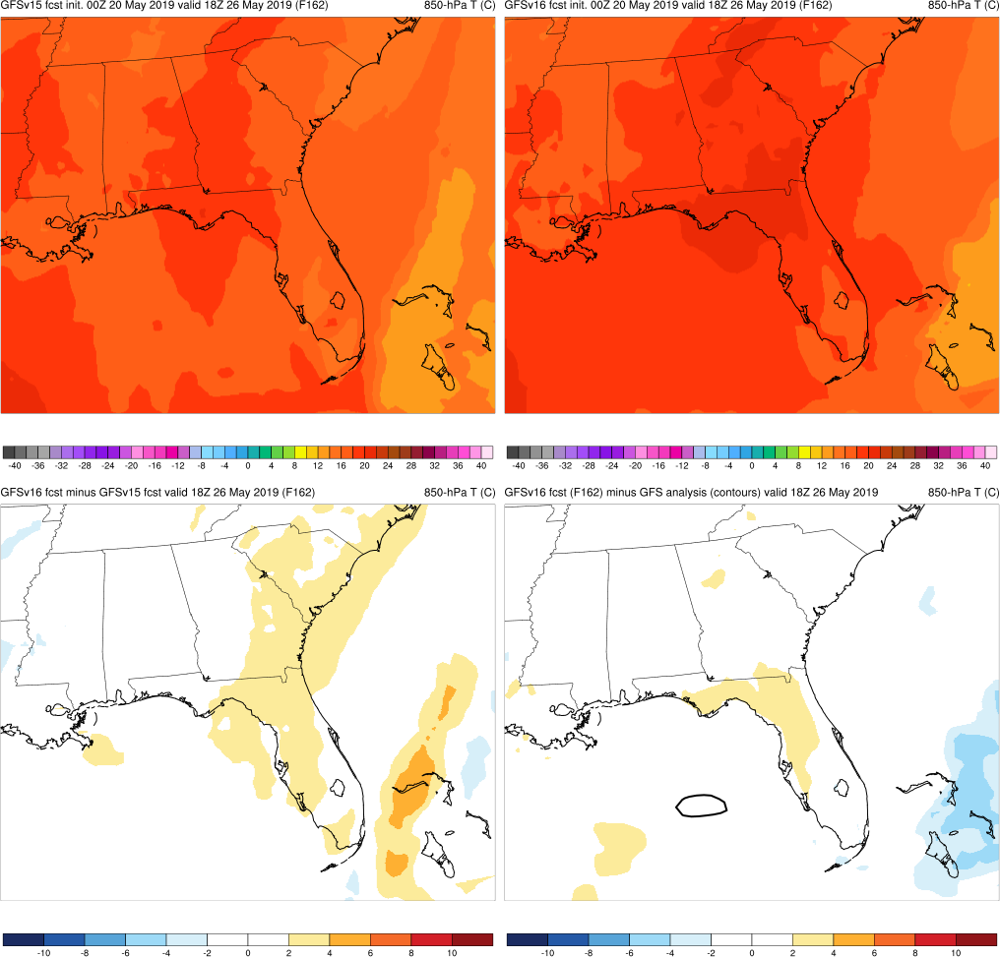 GFSv15 fcst init. 00Z 20 May 2019 valid 18Z 26 May 2019 (F162) 850-hPa T (C)
GFSv16 fcst init. 00Z 20 May 2019 valid 18Z 26 May 2019 (F162) 850-hPa T (C)
-40 -36 -32 -28 -24 -20 -16 -12 -8 -4 0 4 8 12 16 20 24 28 32 36 40
-40 -36 -32 -28 -24 -20 -16 -12 -8 -4 0 4 8 12 16 20 24 28 32 36 40
GFSv16 fcst minus GFSv15 fcst valid 18Z 26 May 2019 (F162) 850-hPa T (C)
GFSv16 fcst (F162) minus GFS analysis (contours) valid 18Z 26 May 2019 850-hPa T (C)
-10 -8 -6 -4 -2 0 2 4 6 8 10
-10 -8 -6 -4 -2 0 2 4 6 8 10